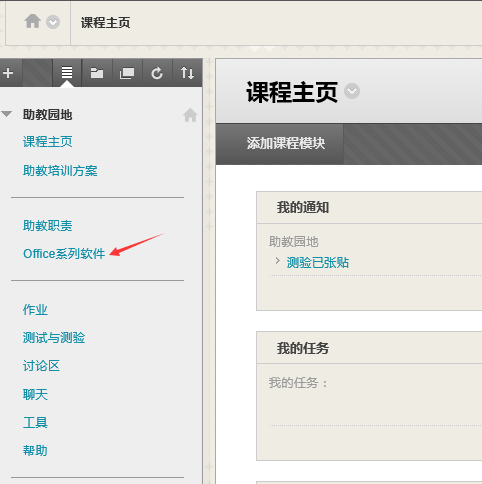 课程主页
助教园地
课程主页
助教培训方案
助教职责
Office系列软件
作业
测试与测验
讨论区
聊天
工具
帮助
课程主页
添加课程模块
我的通知
助教园地
测验已张贴
我的任务
我的任务：